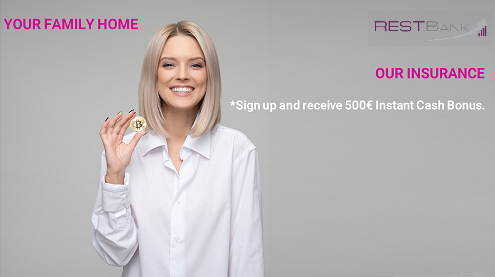 YOUR FAMILY HOME
RESTBANK
OUR INSURANCE
*Sign up and receive 500€ Instant Cash Bonus.